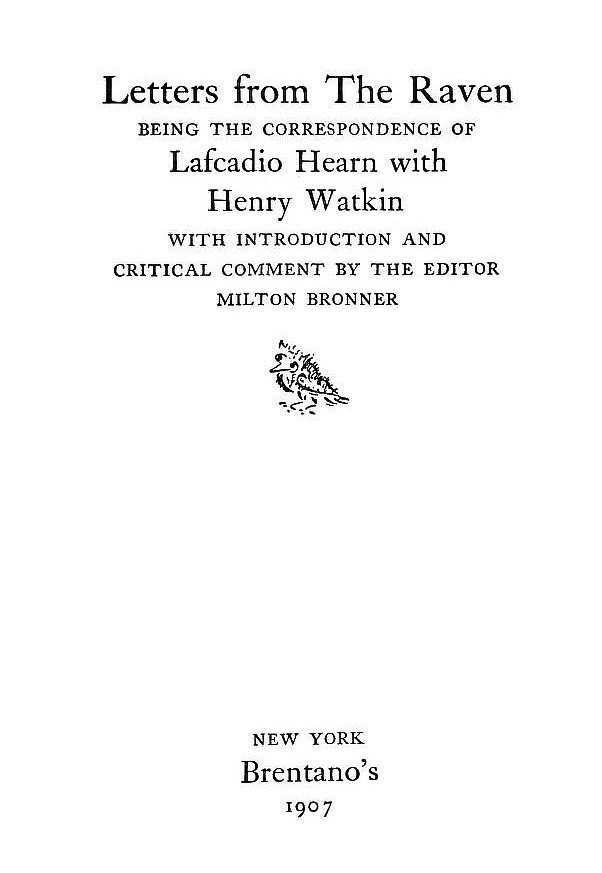 Letters from The Raven
BEING THE CORRESPONDENCE OF
Lafcadio Hearn with
Henry Watkin
WITH INTRODUCTION AND
CRITICAL COMMENT BY THE EDITOR
MILTON BRONNER
NEW YORK
Brentano's
1907